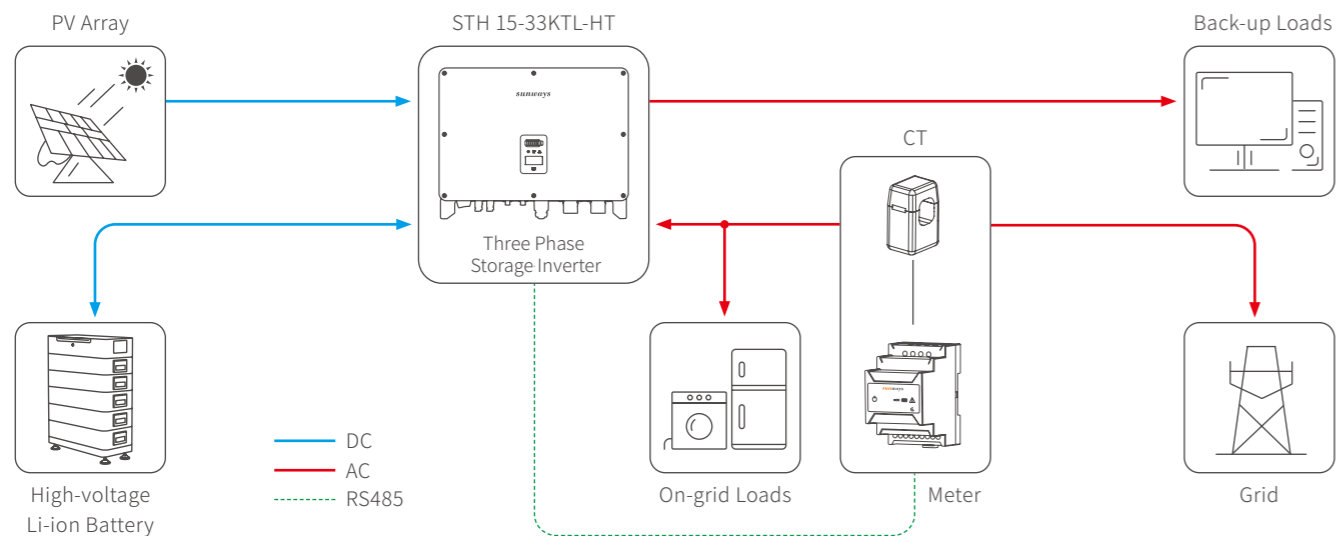 PV Array
STH 15-33KTL-HT
Back-up Loads
sunways
CT
Three Phase
Storage Inverter
sunways
DC
AC
RS485
High-voltage
Li-ion Battery
On-grid Loads
Meter
Grid